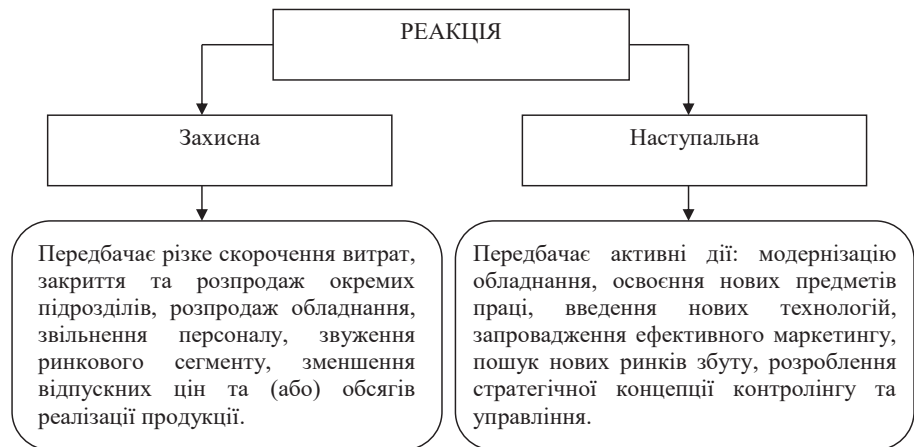 РЕАКЦІЯ
Захисна
Наступальна
Передбачає різке скорочення витрат,
закриття та розпродаж окремих
підрозділів, розпродаж обладнання,
звільнення персоналу, звуження
ринкового сегменту, зменшення
відпускних цін та (або) обсягів
реалізації продукції.
Передбачає активні дії: модернізацію
обладнання, освоєння нових предметів
праці, введення нових технологій,
запровадження ефективного маркетингу,
пошук нових ринків збуту, розроблення
стратегічної концепції контролінгу та
управління.